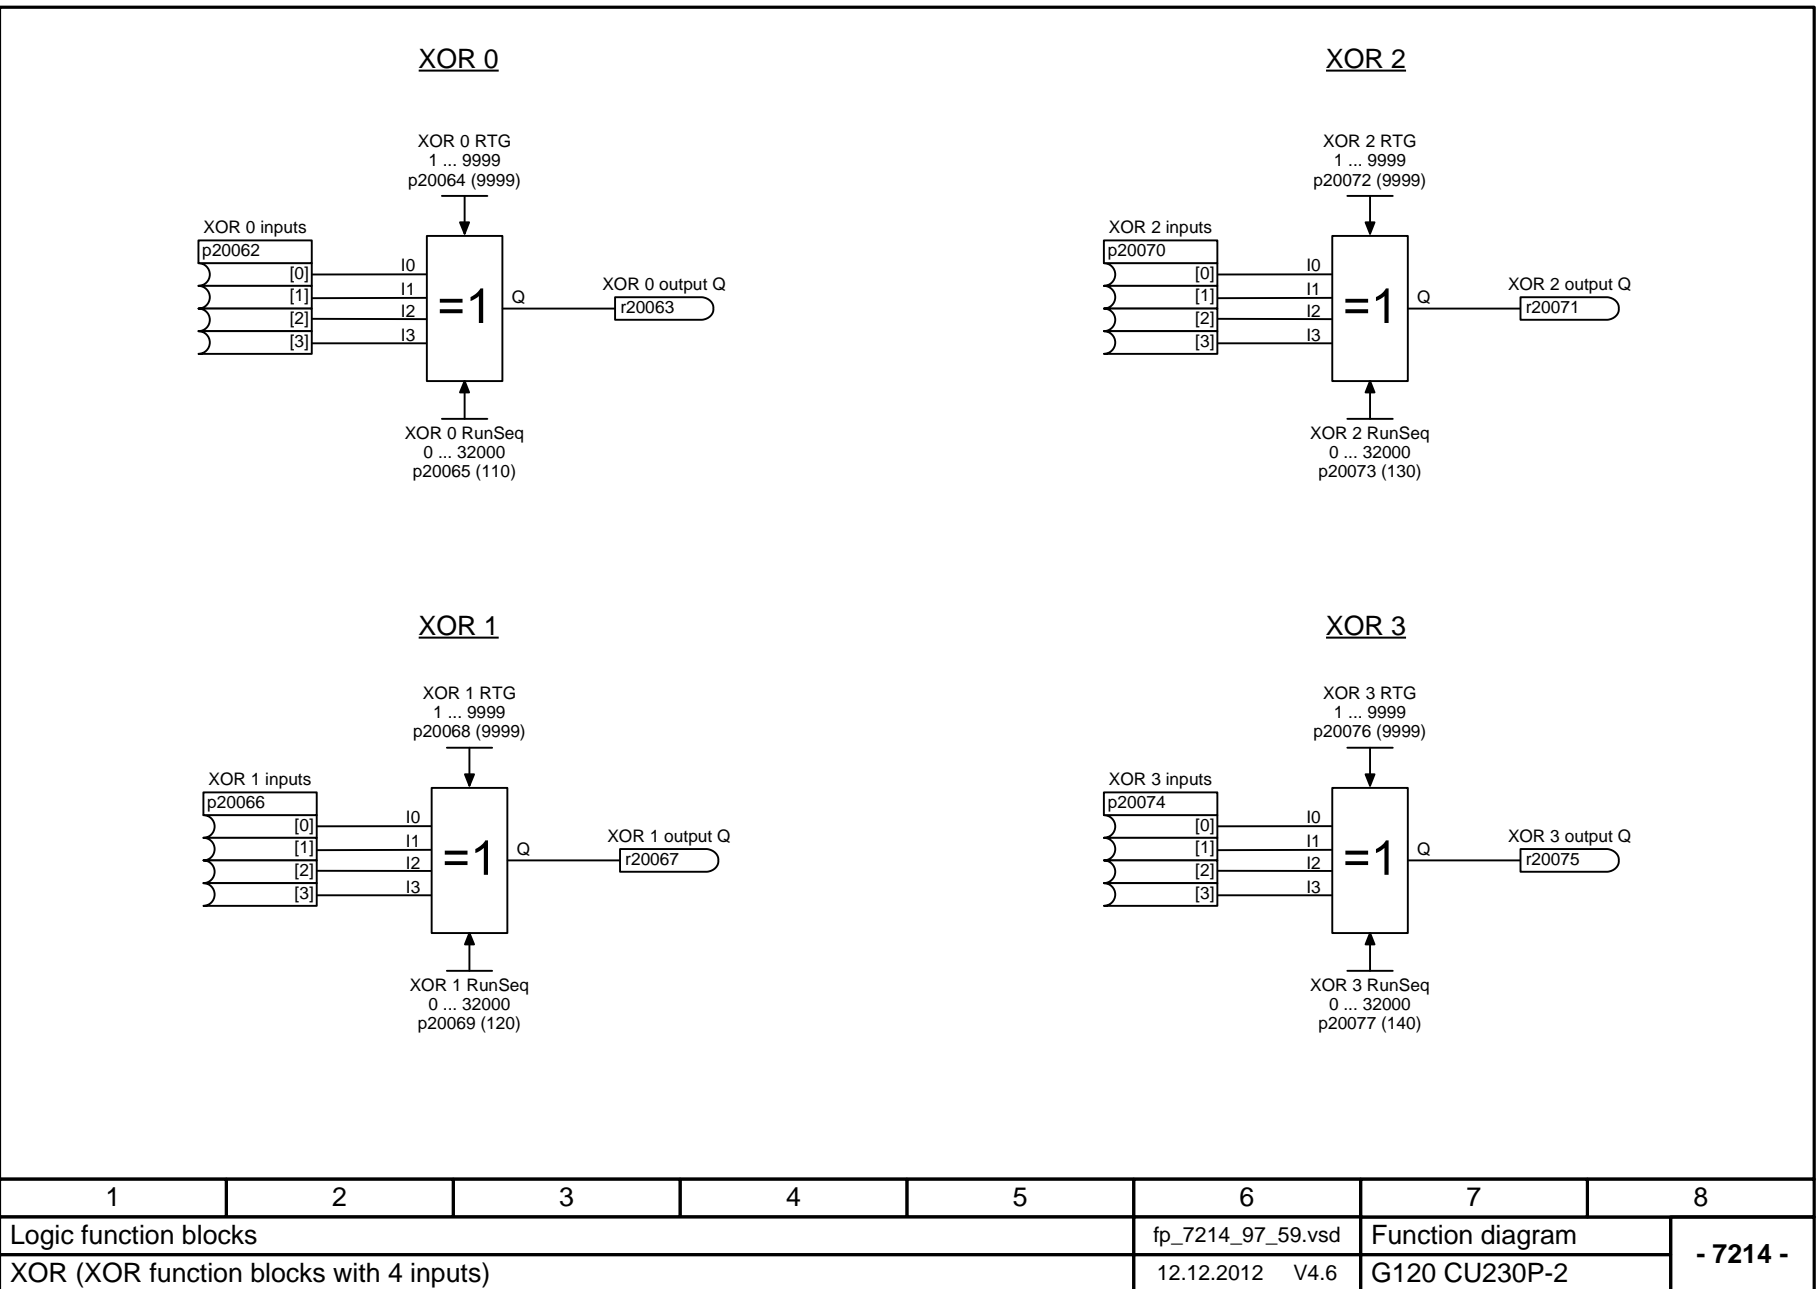 XOR 0
XOR 0 RTG
1 ... 9999
p20064 (9999)
XOR 0 inputs
p20062
[0]
[1]
[2]
[3]
I0
I1
I2
I3
=1
Q
XOR 0 output Q
r20063
XOR 0 RunSeq
0 ... 32000
p20065 (110)
XOR 2
XOR 2 RTG
1 ... 9999
p20072 (9999)
XOR 2 inputs
p20070
[0]
[1]
[2]
[3]
I0
I1
I2
I3
=1
Q
XOR 2 output Q
r20071
XOR 2 RunSeq
0 ... 32000
p20073 (130)
XOR 1
XOR 1 RTG
1 ... 9999
p20068 (9999)
XOR 1 inputs
p20066
[0]
[1]
[2]
[3]
I0
I1
I2
I3
=1
Q
XOR 1 output Q
r20067
XOR 1 RunSeq
0 ... 32000
p20069 (120)
XOR 3
XOR 3 RTG
1 ... 9999
p20076 (9999)
XOR 3 inputs
p20074
[0]
[1]
[2]
[3]
I0
I1
I2
I3
=1
Q
XOR 3 output Q
r20075
XOR 3 RunSeq
0 ... 32000
p20077 (140)
1 2 3 4 5 6 7 8
Logic function blocks
fp_7214_97_59.vsd
Function diagram
- 7214 -
XOR (XOR function blocks with 4 inputs)
12.12.2012 V4.6
G120 CU230P-2